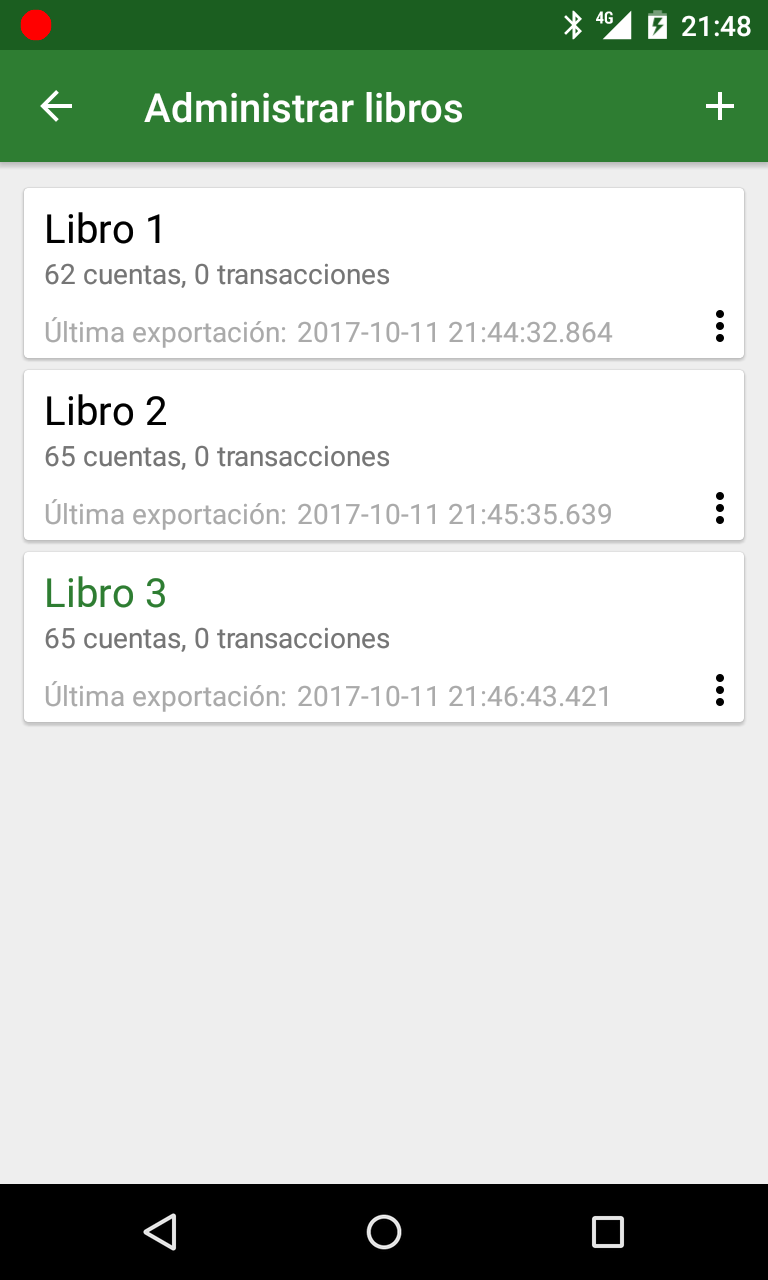 4G 21:48
Administrar libros
Libro 1
62 cuentas, 0 transacciones
Última exportación: 2017-10-11 21:44:32.864
Libro 2
65 cuentas, 0 transacciones
Última exportación: 2017-10-11 21:45:35.639
Libro 3
65 cuentas, 0 transacciones
Última exportación: 2017-10-11 21:46:43.421